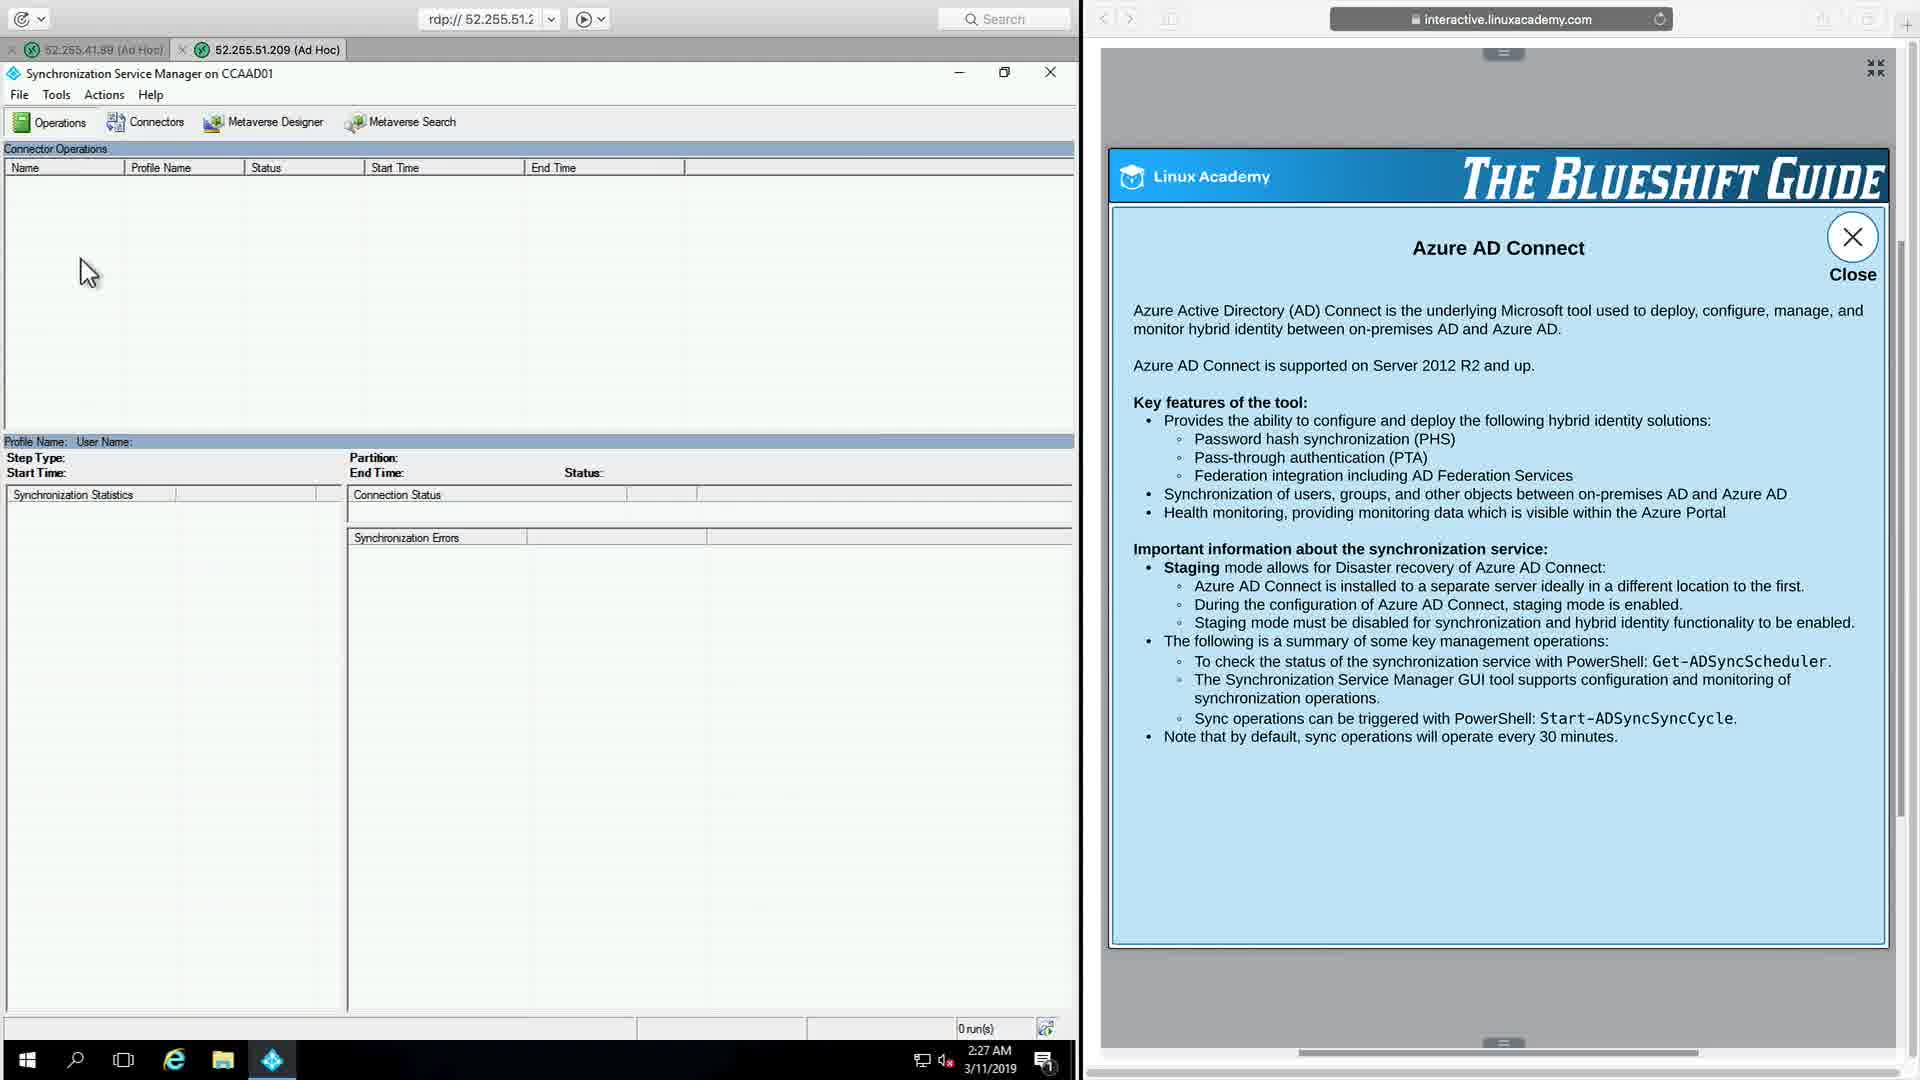 rdp:// 52.255.51.2
Search
52.255.41.89 (Ad Hoc)
52.255.51.209 (Ad Hoc)
Synchronization Service Manager on CCAAD01
File Tools Actions Help
Operations Connectors Metaverse Designer Metaverse Search
Connector Operations
Name Profile Name Status Start Time End Time
Profile Name: User Name:
Step Type: Partition:
Start Time: End Time: Status:
Synchronization Statistics Connection Status
Synchronization Errors
0 run(s)
2:27 AM
3/11/2019
1
interactive.linuxacademy.com
Linux Academy
THE BLUESHIFT GUIDE
Azure AD Connect
Close
Azure Active Directory (AD) Connect is the underlying Microsoft tool used to deploy, configure, manage, and
monitor hybrid identity between on-premises AD and Azure AD.
Azure AD Connect is supported on Server 2012 R2 and up.
Key features of the tool:
• Provides the ability to configure and deploy the following hybrid identity solutions:
◦ Password hash synchronization (PHS)
◦ Pass-through authentication (PTA)
◦ Federation integration including AD Federation Services
• Synchronization of users, groups, and other objects between on-premises AD and Azure AD
• Health monitoring, providing monitoring data which is visible within the Azure Portal
Important information about the synchronization service:
• Staging mode allows for Disaster recovery of Azure AD Connect:
◦ Azure AD Connect is installed to a separate server ideally in a different location to the first.
◦ During the configuration of Azure AD Connect, staging mode is enabled.
◦ Staging mode must be disabled for synchronization and hybrid identity functionality to be enabled.
• The following is a summary of some key management operations:
◦ To check the status of the synchronization service with PowerShell: Get-ADSyncScheduler.
◦ The Synchronization Service Manager GUI tool supports configuration and monitoring of
synchronization operations.
◦ Sync operations can be triggered with PowerShell: Start-ADSyncSyncCycle.
• Note that by default, sync operations will operate every 30 minutes.